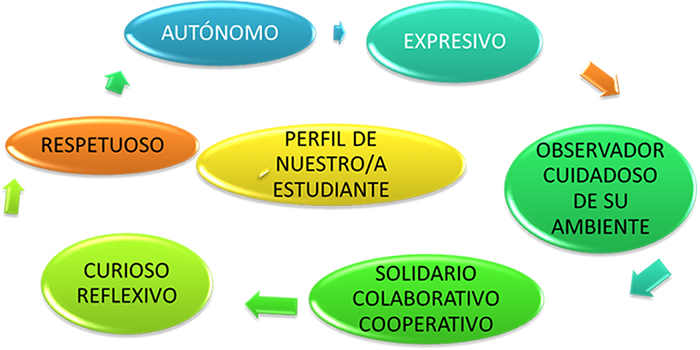 AUTÓNOMO
EXPRESIVO
RESPETUOSO
PERFIL DE
NUESTRO/A
ESTUDIANTE
OBSERVADOR
CUIDADOSO
DE SU
AMBIENTE
CURIOSO
REFLEXIVO
SOLIDARIO
COLABORATIVO
COOPERATIVO